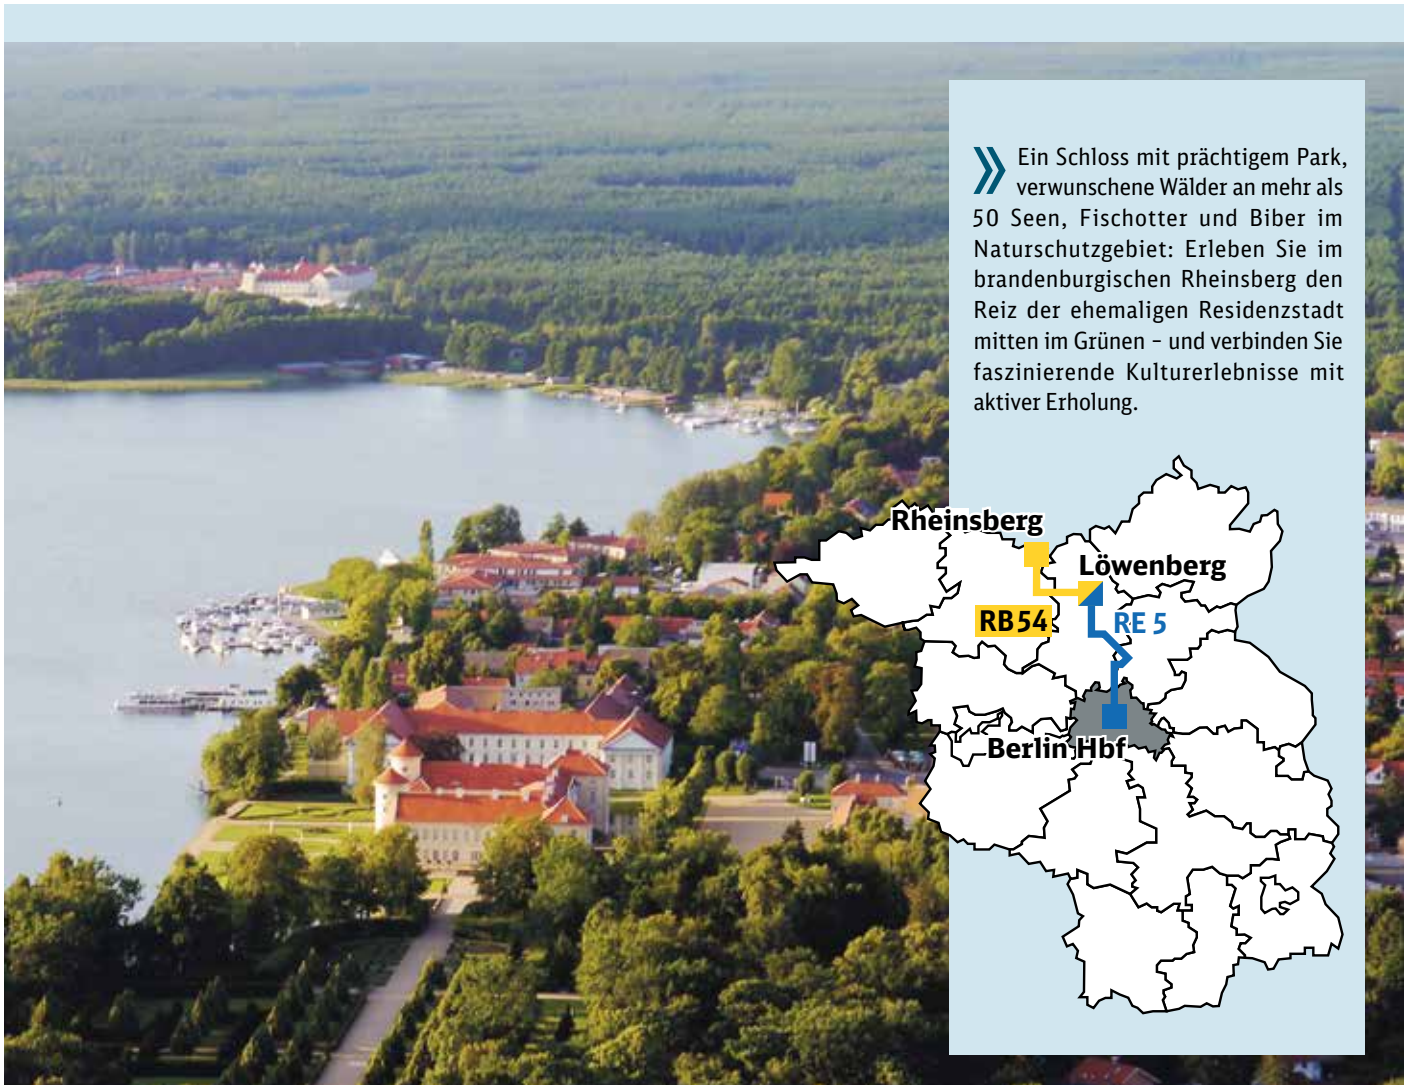 Ein Schloss mit prächtigem Park,
verwunschene Wälder an mehr als
50 Seen, Fischotter und Biber im
Naturschutzgebiet: Erleben Sie im
brandenburgischen Rheinsberg den
Reiz der ehemaligen Residenzstadt
mitten im Grünen – und verbinden Sie
faszinierende Kulturerlebnisse mit
aktiver Erholung.
Rheinsberg
Löwenberg
RB 54
RE 5
Berlin Hbf